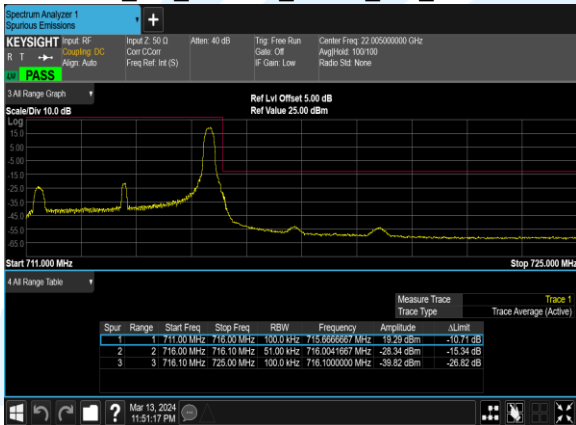 Spectrum Analyzer 1
Spurious Emissions
KEYSIGHT Input: RF Input Z: 50 Ω Atten: 40 dB Trig: Free Run Center Freq: 22.005000000 GHz
R T Coupling: DC Corr CCorr Gate: Off Avg|Hold: 100/100
Align: Auto Freq Ref: Int (S) IF Gain: Low Radio Std: None
PASS
3 All Range Graph
Ref Lvl Offset 5.00 dB
Scale/Div 10.0 dB Ref Value 25.00 dBm
Log
15.0
5.00
-5.00
-15.0
-25.0
-35.0
-45.0
-55.0
-65.0
Start 711.000 MHz Stop 725.000 MHz
4 All Range Table
Measure Trace Trace 1
Trace Type Trace Average (Active)
Spur Range Start Freq Stop Freq RBW Frequency Amplitude ΔLimit
1 1 711.00 MHz 716.00 MHz 100.0 kHz 715.6666667 MHz 19.29 dBm -10.71 dB
2 2 716.00 MHz 716.10 MHz 51.00 kHz 716.0041667 MHz -28.34 dBm -15.34 dB
3 3 716.10 MHz 725.00 MHz 100.0 kHz 716.1000000 MHz -39.82 dBm -26.82 dB
? Mar 13, 2024
11:51:17 PM